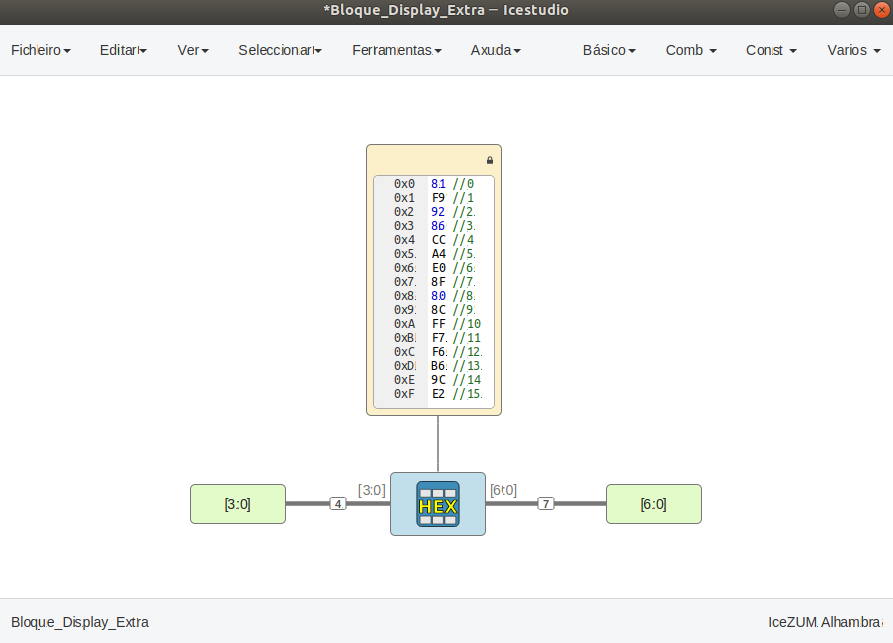 *Bloque_Display_Extra — Icestudio
Ficheiro Editar Ver Seleccionar Ferramentas Axuda Básico Comb Const Varios
0x0 81 //0
0x1 F9 //1
0x2 92 //2
0x3 86 //3
0x4 CC //4
0x5 A4 //5
0x6 E0 //6
0x7 8F //7
0x8 80 //8
0x9 8C //9
0xA FF //10
0xB F7 //11
0xC F6 //12
0xD B6 //13
0xE 9C //14
0xF E2 //15
[3:0] 4 [3:0] HEX [6:0] 7 [6:0]
Bloque_Display_Extra IceZUM Alhambra